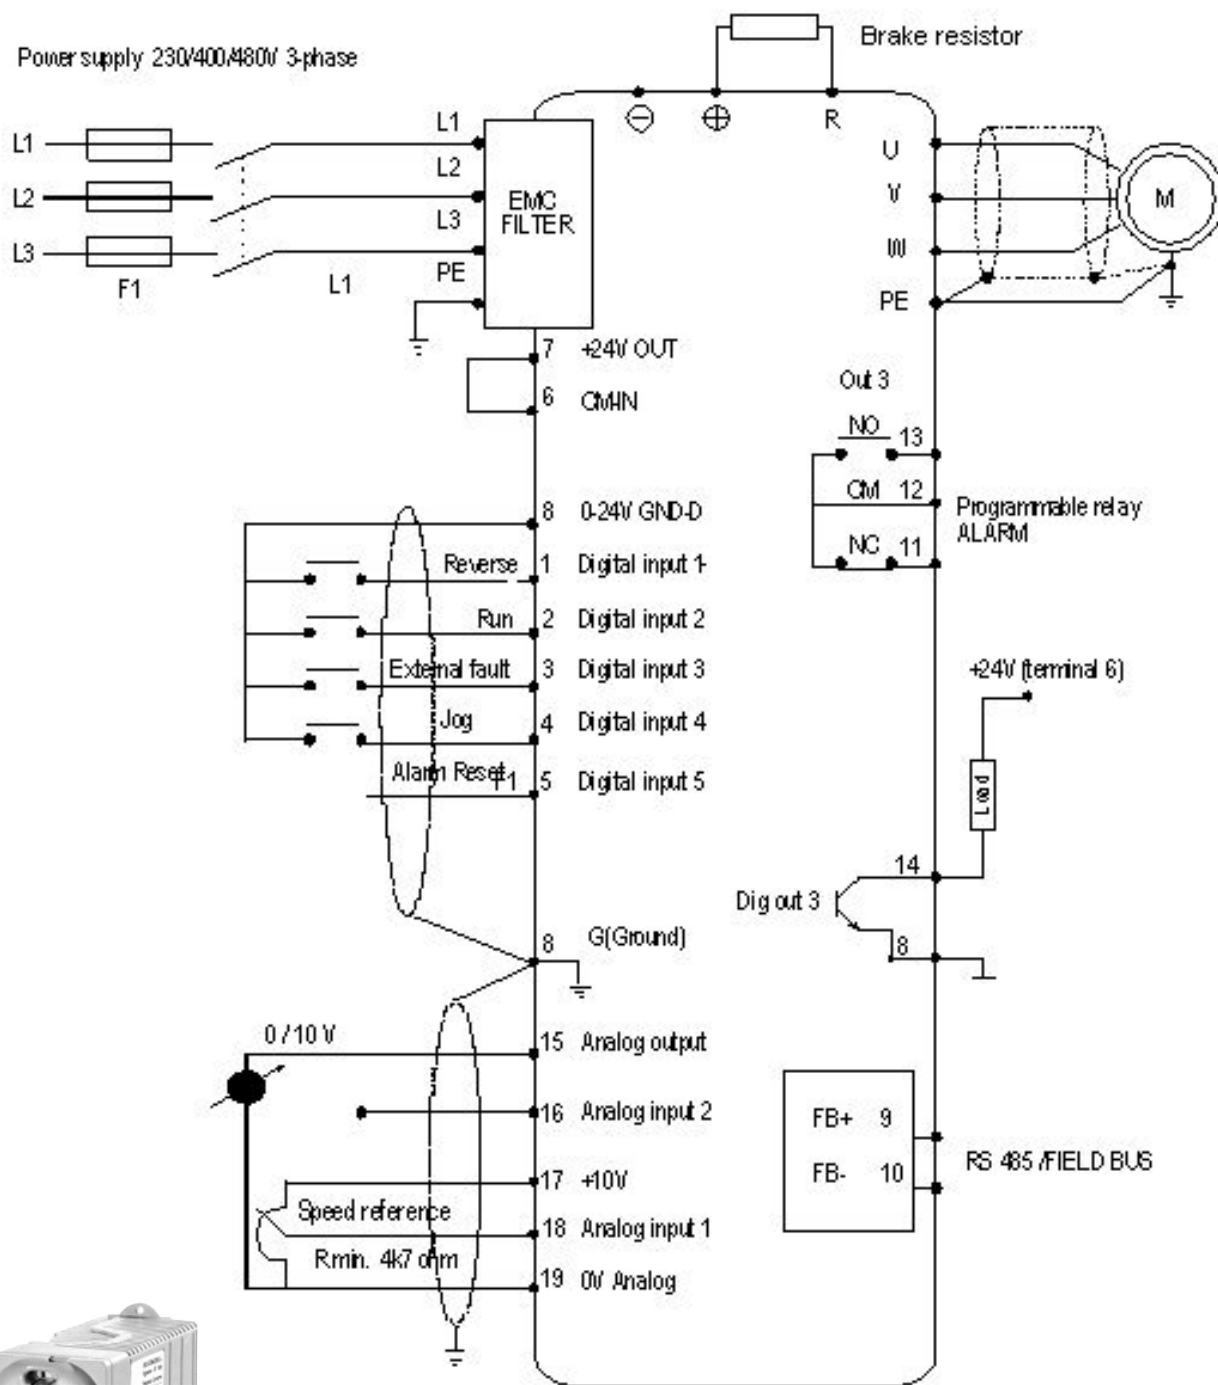 Brake resistor
Power supply 230/400/480V 3-phase
R
L1
L1
L2
L2
L3
L3
PE
F1
L1
EMC
FILTER
U
V
W
PE
M
7 +24V OUT
6 CM-IN
Out 3
NO 13
CM 12
NC 11
Programmable relay
ALARM
8 0-24V GND-D
Reverse 1 Digital input 1-
Run 2 Digital input 2
External fault 3 Digital input 3
Jog 4 Digital input 4
Alarm Reset 5 Digital input 5
+24V (terminal 6)
Load
14
Dig out 3
8
8 G(Ground)
0 / 10 V
15 Analog output
16 Analog input 2
17 +10V
Speed reference
18 Analog input 1
Rmin. 4k7 ohm
19 0V Analog
FB+ 9
FB- 10
RS 485 /FIELD BUS